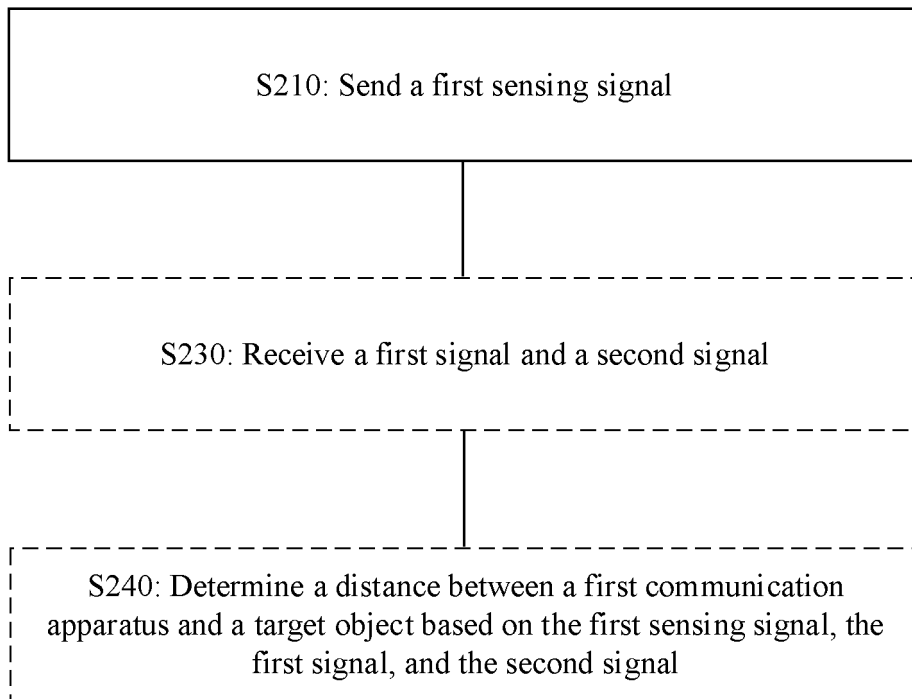 S210: Send a first sensing signal
S230: Receive a first signal and a second signal
S240: Determine a distance between a first communication
apparatus and a target object based on the first sensing signal, the
first signal, and the second signal